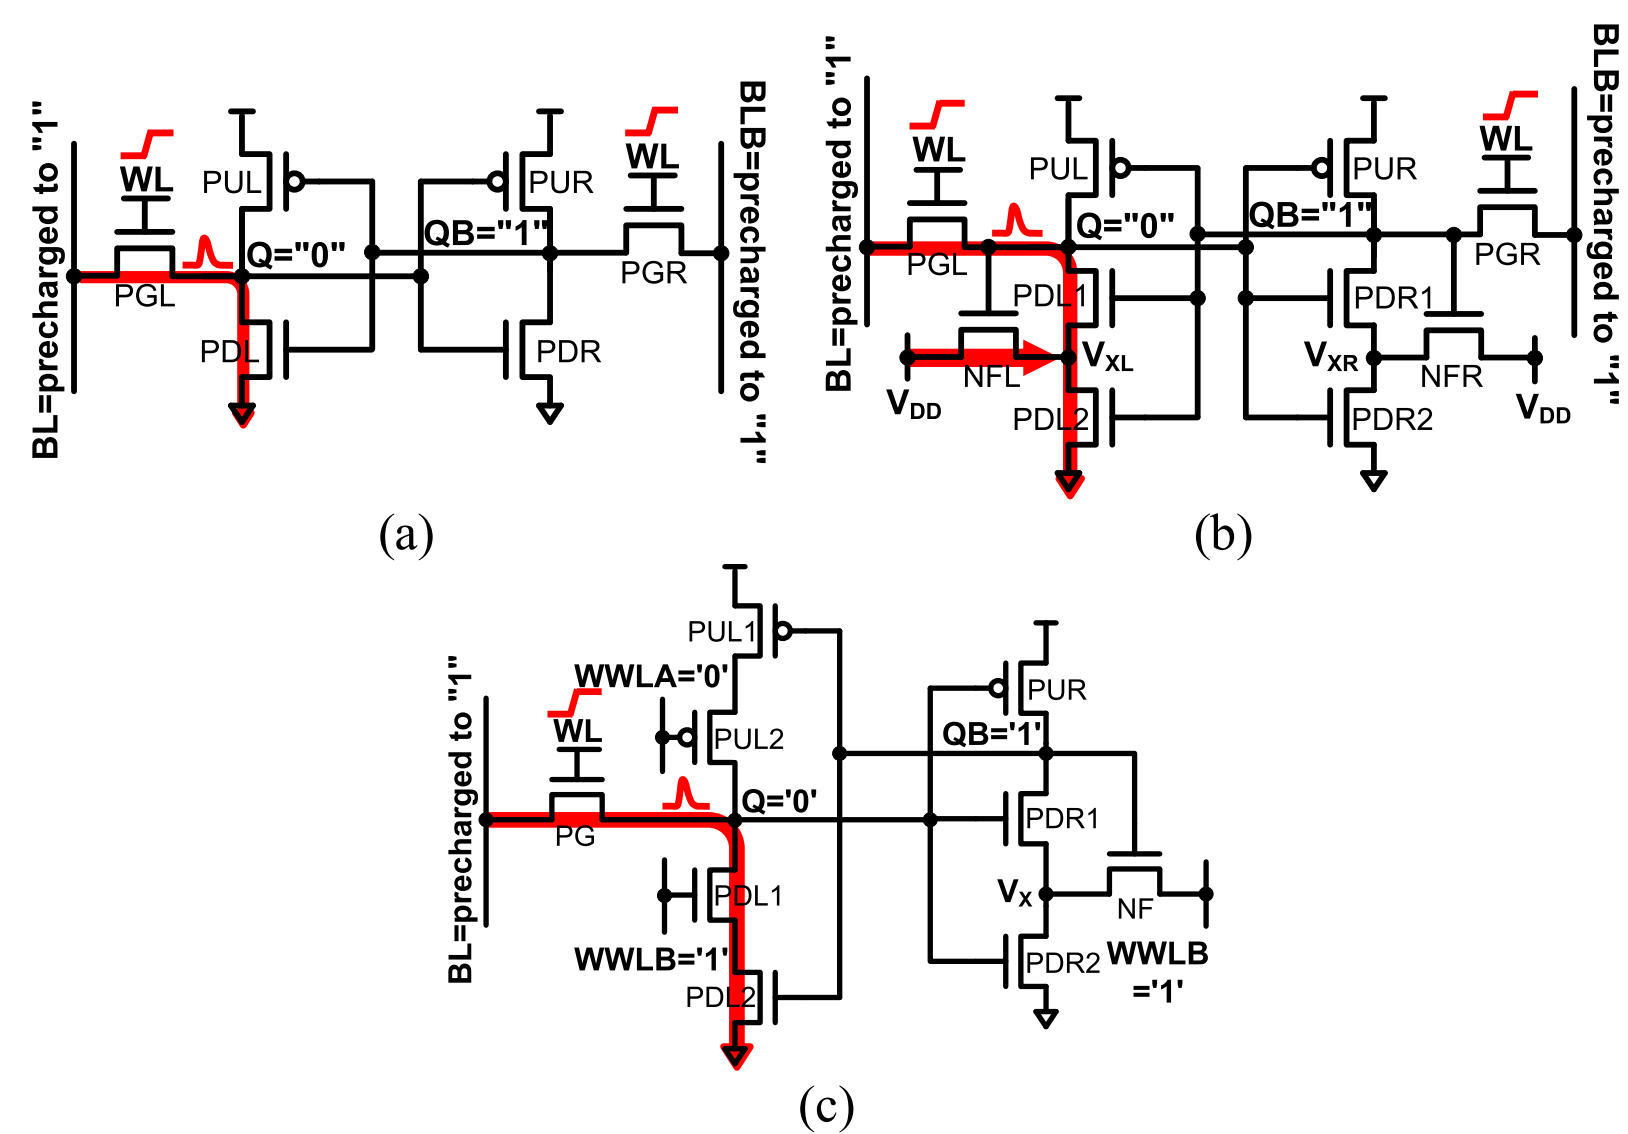 BL=precharged to "1"
WL
PGL
PUL
Q="0"
PDL
QB="1"
PUR
PDR
WL
PGR
BLB=precharged to "1"
(a)
BL=precharged to "1"
WL
PGL
PUL
Q="0"
PDL1
NFL
VDD
VXL
PDL2
QB="1"
PUR
PDR1
VXR
PDR2
WL
PGR
NFR
VDD
BLB=precharged to "1"
(b)
BL=precharged to "1"
PUL1
WWLA='0'
WL
PUL2
PG
Q='0'
PDL1
WWLB='1'
PDL2
PUR
QB='1'
PDR1
VX
NF
PDR2
WWLB
='1'
(c)